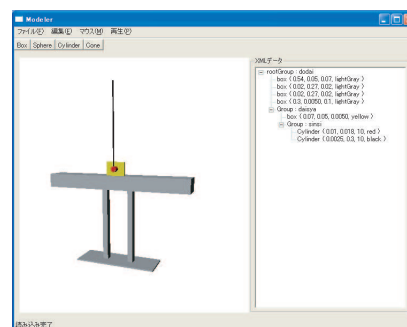 Modeler
ファイル(F) 編集(E) マウス(M) 再生(P)
Box Sphere Cylinder Cone
XMLデータ
rootGroup : dodai
box ( 0.54, 0.05, 0.07, lightGray )
box ( 0.02, 0.27, 0.02, lightGray )
box ( 0.02, 0.27, 0.02, lightGray )
box ( 0.3, 0.0050, 0.1, lightGray )
Group : daisya
box ( 0.07, 0.05, 0.0050, yellow )
Group : sinsi
Cylinder ( 0.01, 0.018, 10, red )
Cylinder ( 0.0025, 0.3, 10, black )
読み込み完了